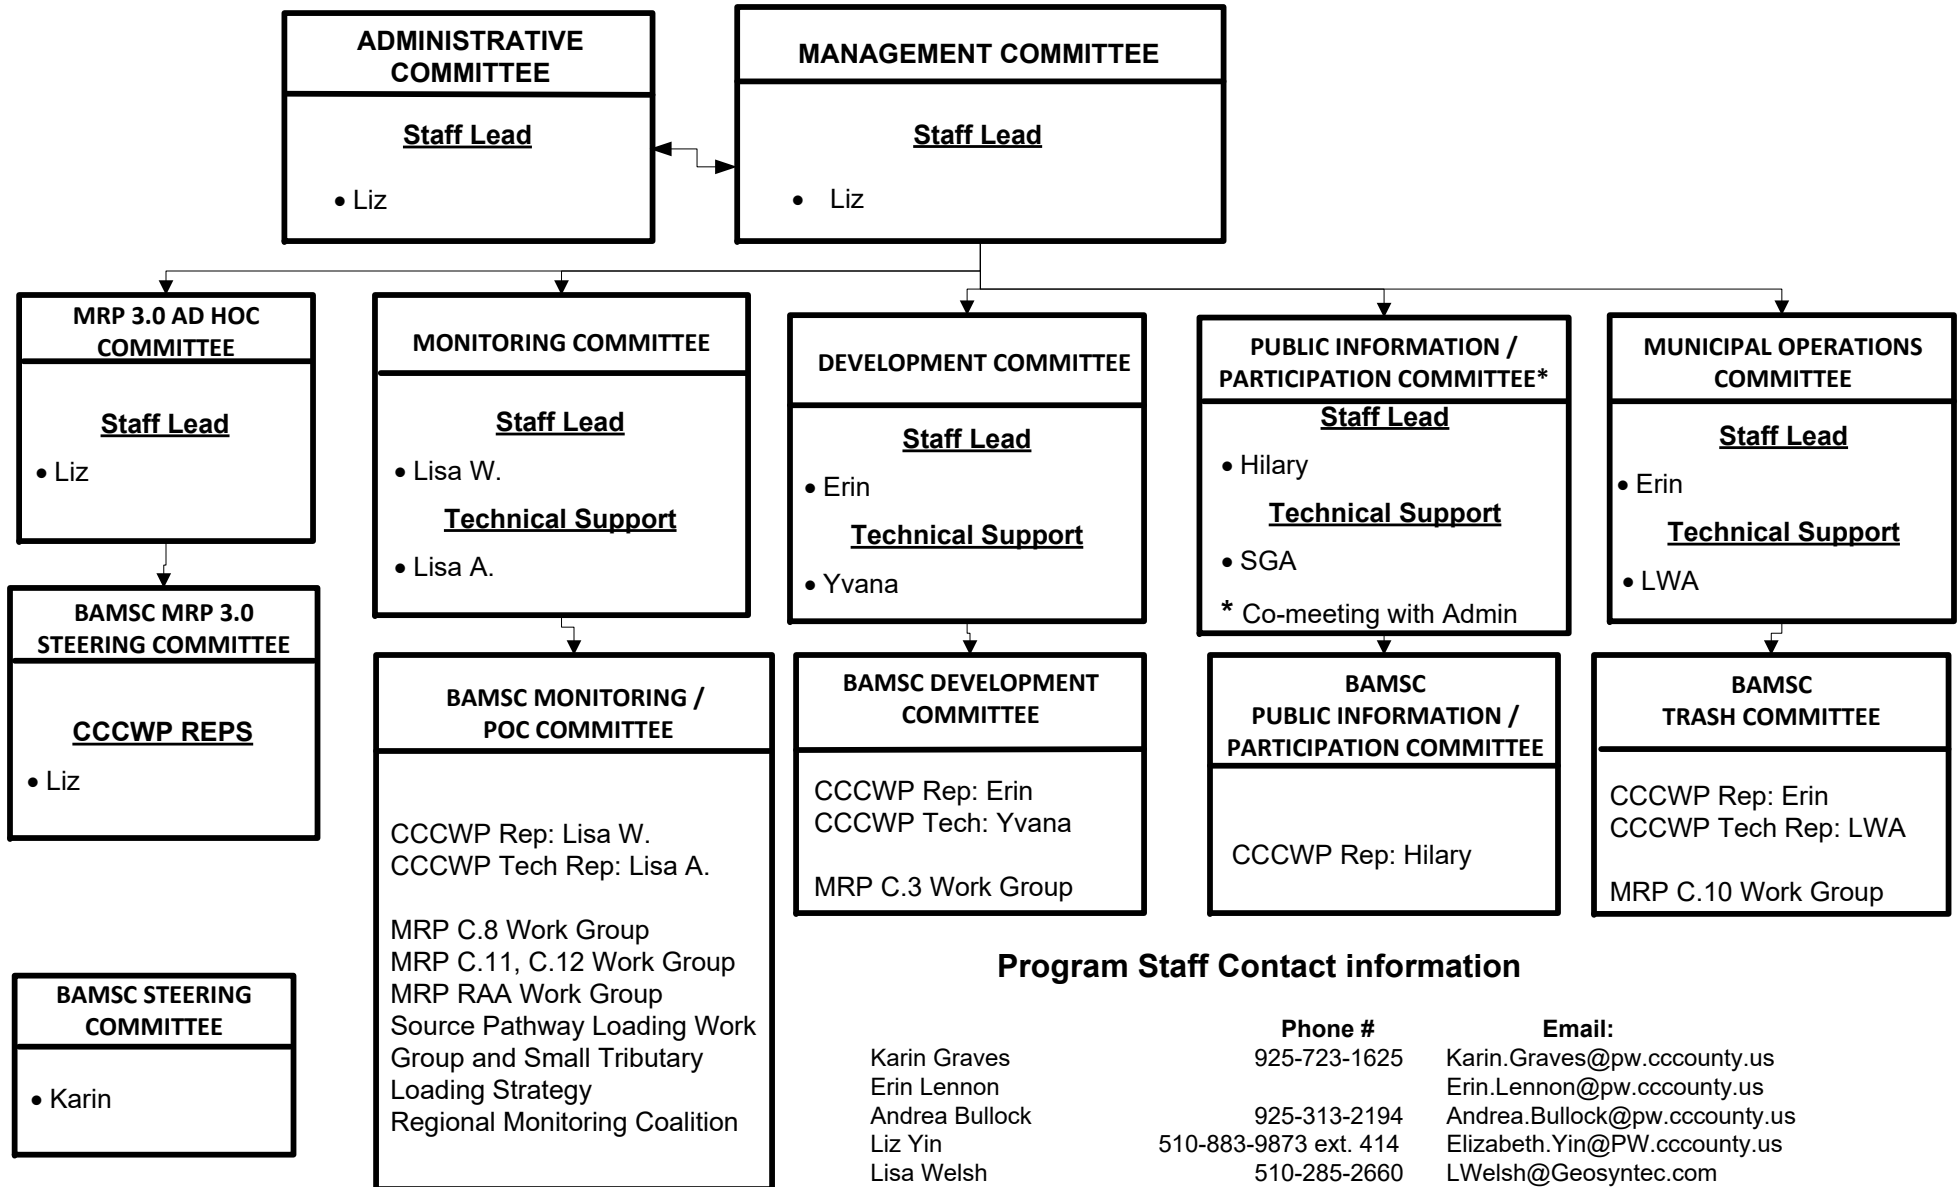 ADMINISTRATIVE
COMMITTEE
Staff Lead
• Liz
MANAGEMENT COMMITTEE
Staff Lead
• Liz
MRP 3.0 AD HOC
COMMITTEE
Staff Lead
• Liz
MONITORING COMMITTEE
Staff Lead
• Lisa W.
Technical Support
• Lisa A.
DEVELOPMENT COMMITTEE
Staff Lead
• Erin
Technical Support
• Yvana
PUBLIC INFORMATION /
PARTICIPATION COMMITTEE*
Staff Lead
• Hilary
Technical Support
• SGA
* Co-meeting with Admin
MUNICIPAL OPERATIONS
COMMITTEE
Staff Lead
• Erin
Technical Support
• LWA
BAMSC MRP 3.0
STEERING COMMITTEE
CCCWP REPS
• Liz
BAMSC MONITORING /
POC COMMITTEE
CCCWP Rep: Lisa W.
CCCWP Tech Rep: Lisa A.
MRP C.8 Work Group
MRP C.11, C.12 Work Group
MRP RAA Work Group
Source Pathway Loading Work
Group and Small Tributary
Loading Strategy
Regional Monitoring Coalition
BAMSC DEVELOPMENT
COMMITTEE
CCCWP Rep: Erin
CCCWP Tech: Yvana
MRP C.3 Work Group
BAMSC
PUBLIC INFORMATION /
PARTICIPATION COMMITTEE
CCCWP Rep: Hilary
BAMSC
TRASH COMMITTEE
CCCWP Rep: Erin
CCCWP Tech Rep: LWA
MRP C.10 Work Group
BAMSC STEERING
COMMITTEE
• Karin
Program Staff Contact information
Phone # Email:
Karin Graves 925-723-1625 Karin.Graves@pw.cccounty.us
Erin Lennon Erin.Lennon@pw.cccounty.us
Andrea Bullock 925-313-2194 Andrea.Bullock@pw.cccounty.us
Liz Yin 510-883-9873 ext. 414 Elizabeth.Yin@PW.cccounty.us
Lisa Welsh 510-285-2660 LWelsh@Geosyntec.com